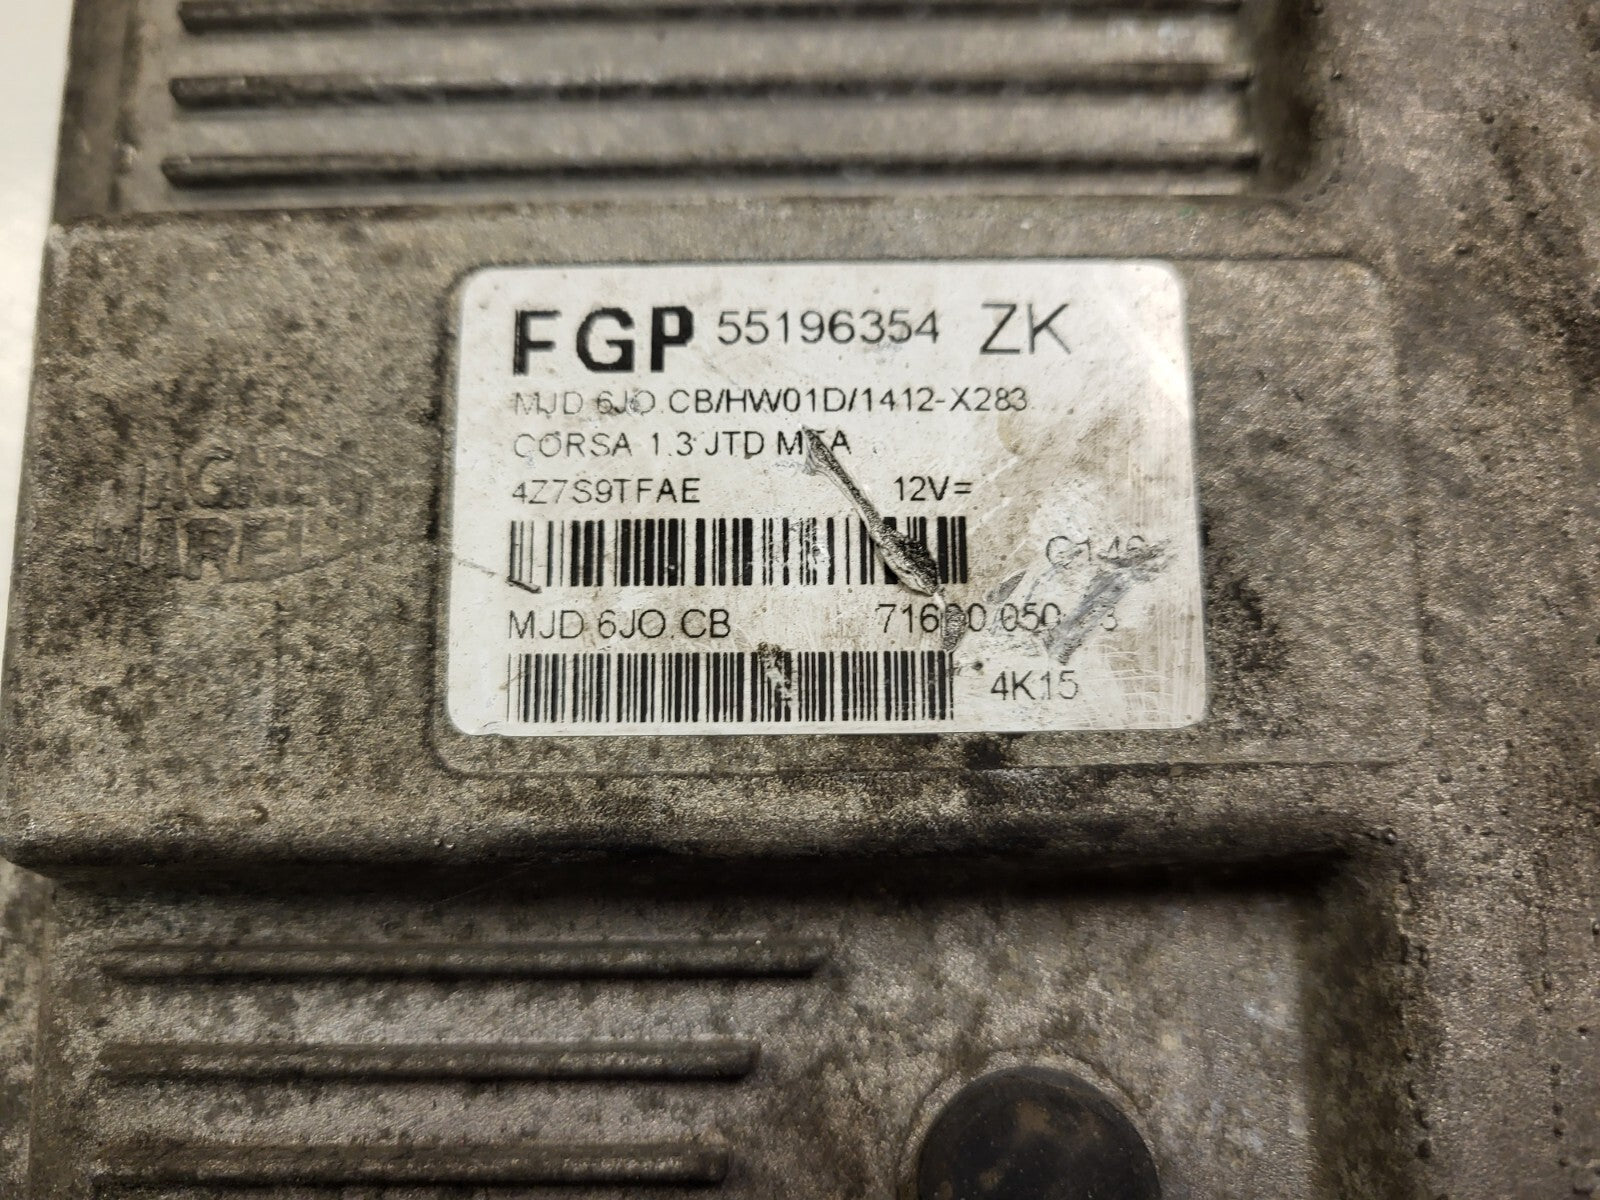 FGP 55196354 ZK
MJD 6JO.CB/HW01D/1412-X283
CORSA 1.3 JTD
4Z7S9TFAE 12V=
MJD 6JO.CB
4K15